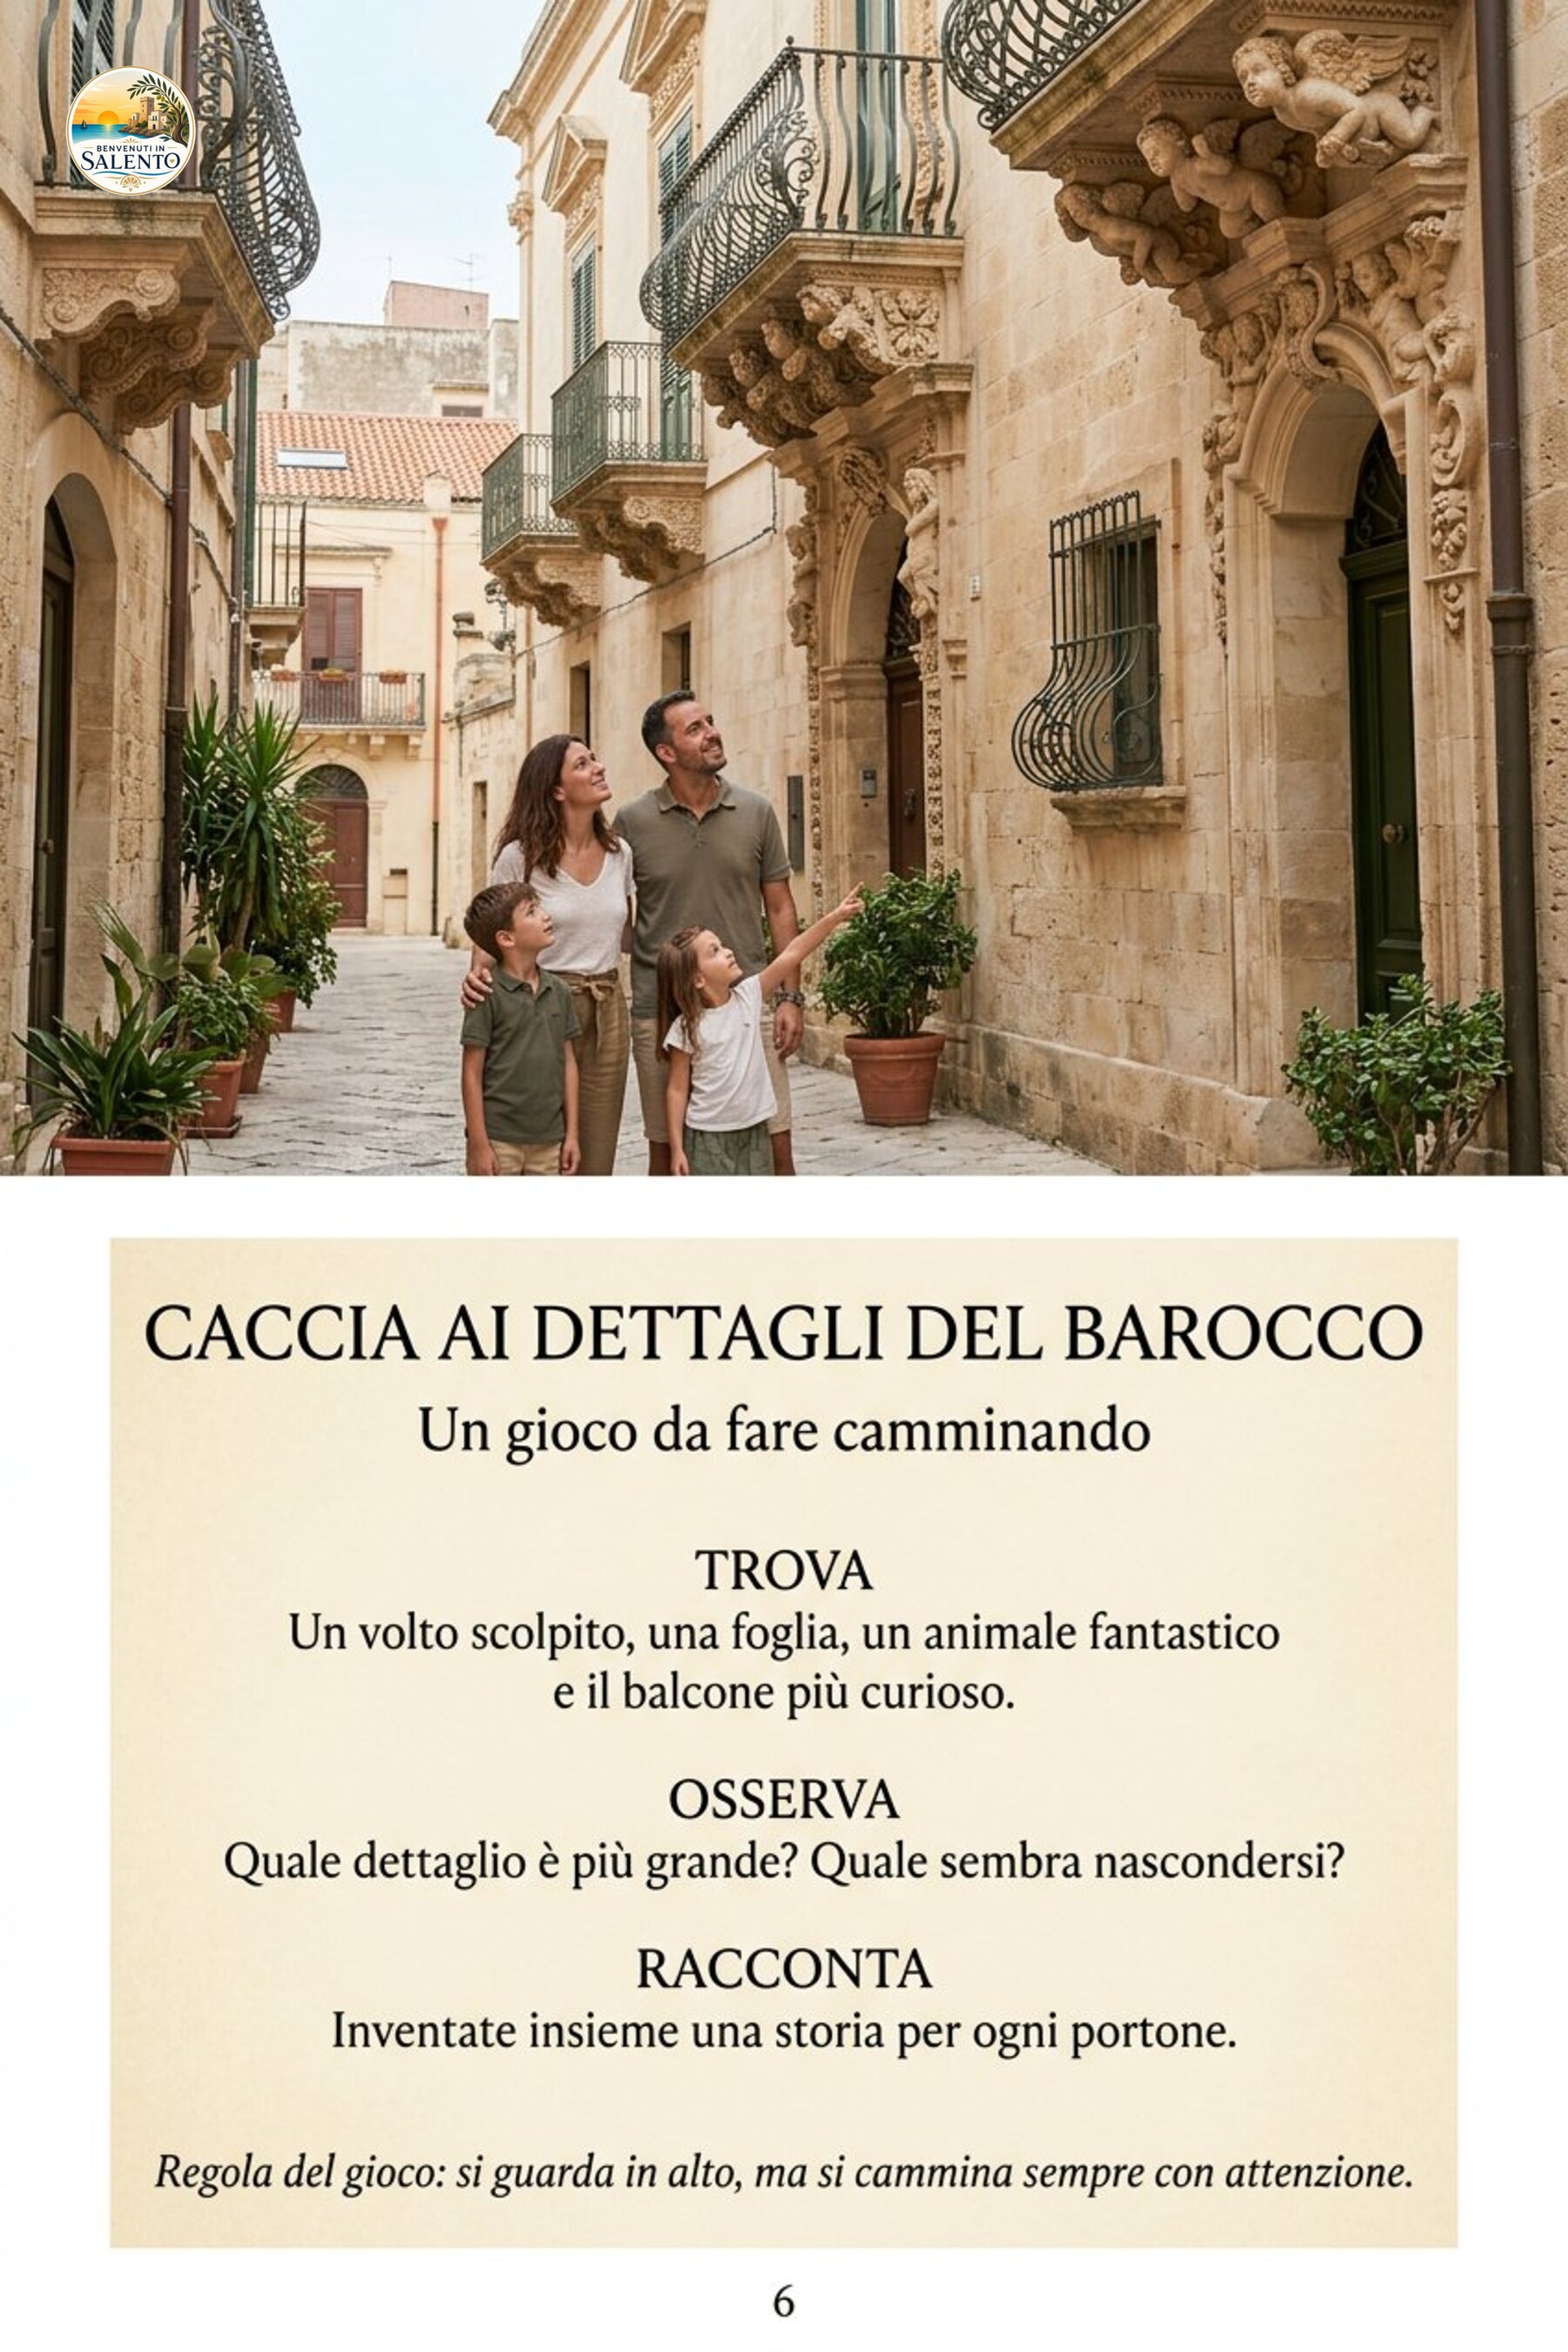 BENVENUTI IN
SALENTO
CACCIA AI DETTAGLI DEL BAROCCO
Un gioco da fare camminando
TROVA
Un volto scolpito, una foglia, un animale fantastico
e il balcone più curioso.
OSSERVA
Quale dettaglio è più grande? Quale sembra nascondersi?
RACCONTA
Inventate insieme una storia per ogni portone.
Regola del gioco: si guarda in alto, ma si cammina sempre con attenzione.
6